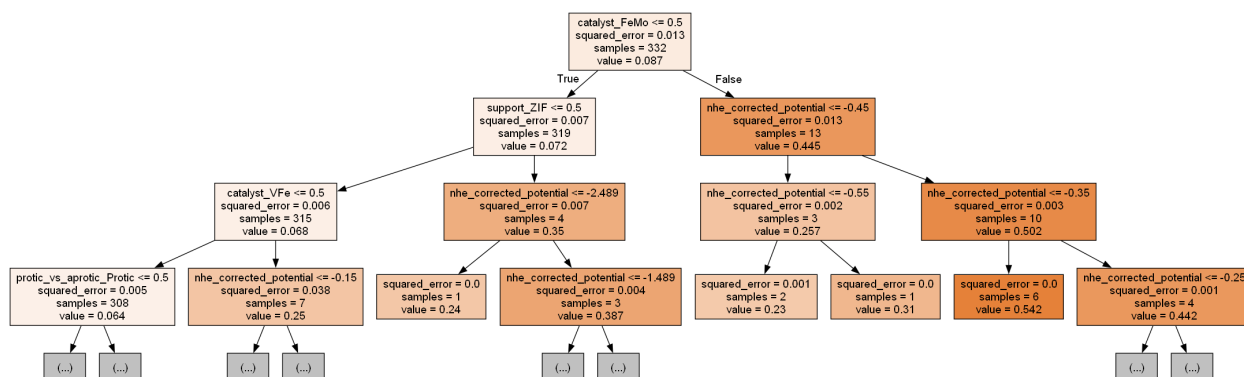 catalyst_FeMo <= 0.5
squared_error = 0.013
samples = 332
value = 0.087
True
False
support_ZIF <= 0.5
squared_error = 0.007
samples = 319
value = 0.072
nhe_corrected_potential <= -0.45
squared_error = 0.013
samples = 13
value = 0.445
catalyst_VFe <= 0.5
squared_error = 0.006
samples = 315
value = 0.068
nhe_corrected_potential <= -2.489
squared_error = 0.007
samples = 4
value = 0.35
nhe_corrected_potential <= -0.55
squared_error = 0.002
samples = 3
value = 0.257
nhe_corrected_potential <= -0.35
squared_error = 0.003
samples = 10
value = 0.502
protic_vs_aprotic_Protic <= 0.5
squared_error = 0.005
samples = 308
value = 0.064
nhe_corrected_potential <= -0.15
squared_error = 0.038
samples = 7
value = 0.25
squared_error = 0.0
samples = 1
value = 0.24
nhe_corrected_potential <= -1.489
squared_error = 0.004
samples = 3
value = 0.387
squared_error = 0.001
samples = 2
value = 0.23
squared_error = 0.0
samples = 1
value = 0.31
squared_error = 0.0
samples = 6
value = 0.542
nhe_corrected_potential <= -0.25
squared_error = 0.001
samples = 4
value = 0.442
(...)
(...)
(...)
(...)
(...)
(...)
(...)
(...)